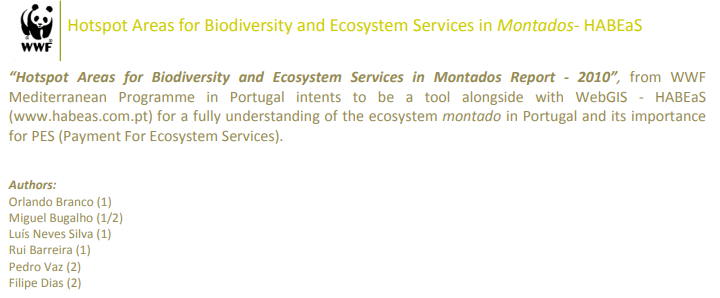 WWF
Hotspot Areas for Biodiversity and Ecosystem Services in Montados- HABEaS
“Hotspot Areas for Biodiversity and Ecosystem Services in Montados Report - 2010”, from WWF
Mediterranean Programme in Portugal intents to be a tool alongside with WebGIS - HABEaS
(www.habeas.com.pt) for a fully understanding of the ecosystem montado in Portugal and its importance
for PES (Payment For Ecosystem Services).
Authors:
Orlando Branco (1)
Miguel Bugalho (1/2)
Luís Neves Silva (1)
Rui Barreira (1)
Pedro Vaz (2)
Filipe Dias (2)